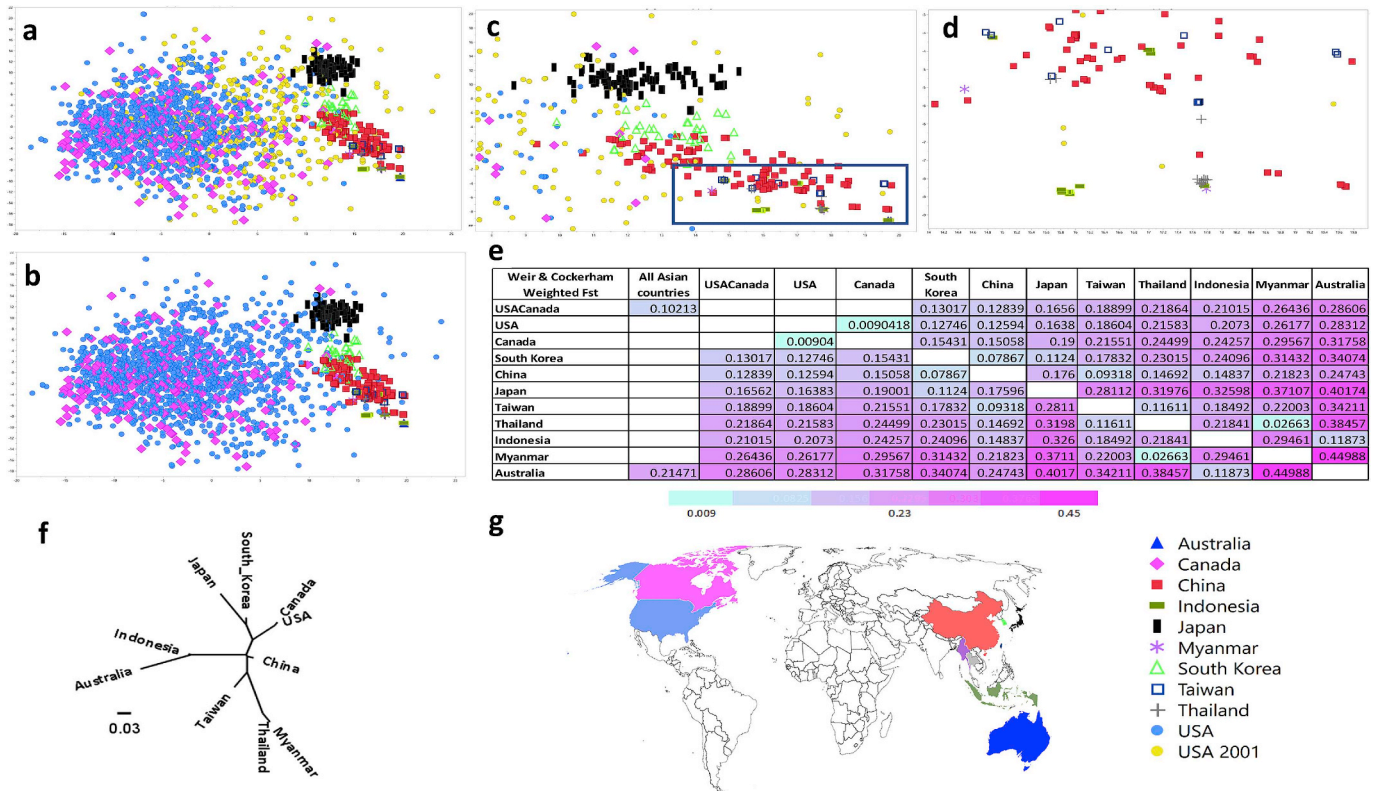 a
b
c
d
e
Weir & Cockerham Weighted Fst All Asian countries USACanada USA Canada South Korea China Japan Taiwan Thailand Indonesia Myanmar Australia
USACanada 0.10213 0.13017 0.12839 0.1656 0.18899 0.21864 0.21015 0.26436 0.28606
USA 0.0090418 0.12746 0.12594 0.1638 0.18604 0.21583 0.2073 0.26177 0.28312
Canada 0.00904 0.15431 0.15058 0.19 0.21551 0.24499 0.24257 0.29567 0.31758
South Korea 0.13017 0.12746 0.15431 0.07867 0.1124 0.17832 0.23015 0.24096 0.31432 0.34074
China 0.12839 0.12594 0.15058 0.07867 0.176 0.09318 0.14692 0.14837 0.21823 0.24743
Japan 0.16562 0.16383 0.19001 0.1124 0.17596 0.28112 0.31976 0.32598 0.37107 0.40174
Taiwan 0.18899 0.18604 0.21551 0.17832 0.09318 0.2811 0.11611 0.18492 0.22003 0.34211
Thailand 0.21864 0.21583 0.24499 0.23015 0.14692 0.3198 0.11611 0.21841 0.02663 0.38457
Indonesia 0.21015 0.2073 0.24257 0.24096 0.14837 0.326 0.18492 0.21841 0.29461 0.11873
Myanmar 0.26436 0.26177 0.29567 0.31432 0.21823 0.3711 0.22003 0.02663 0.29461 0.44988
Australia 0.21471 0.28606 0.28312 0.31758 0.34074 0.24743 0.4017 0.34211 0.38457 0.11873 0.44988
0.009 0.23 0.45
f
Japan
South_Korea
Canada
USA
Indonesia
China
Australia
Taiwan
Thailand
Myanmar
0.03
g
Australia
Canada
China
Indonesia
Japan
Myanmar
South Korea
Taiwan
Thailand
USA
USA 2001